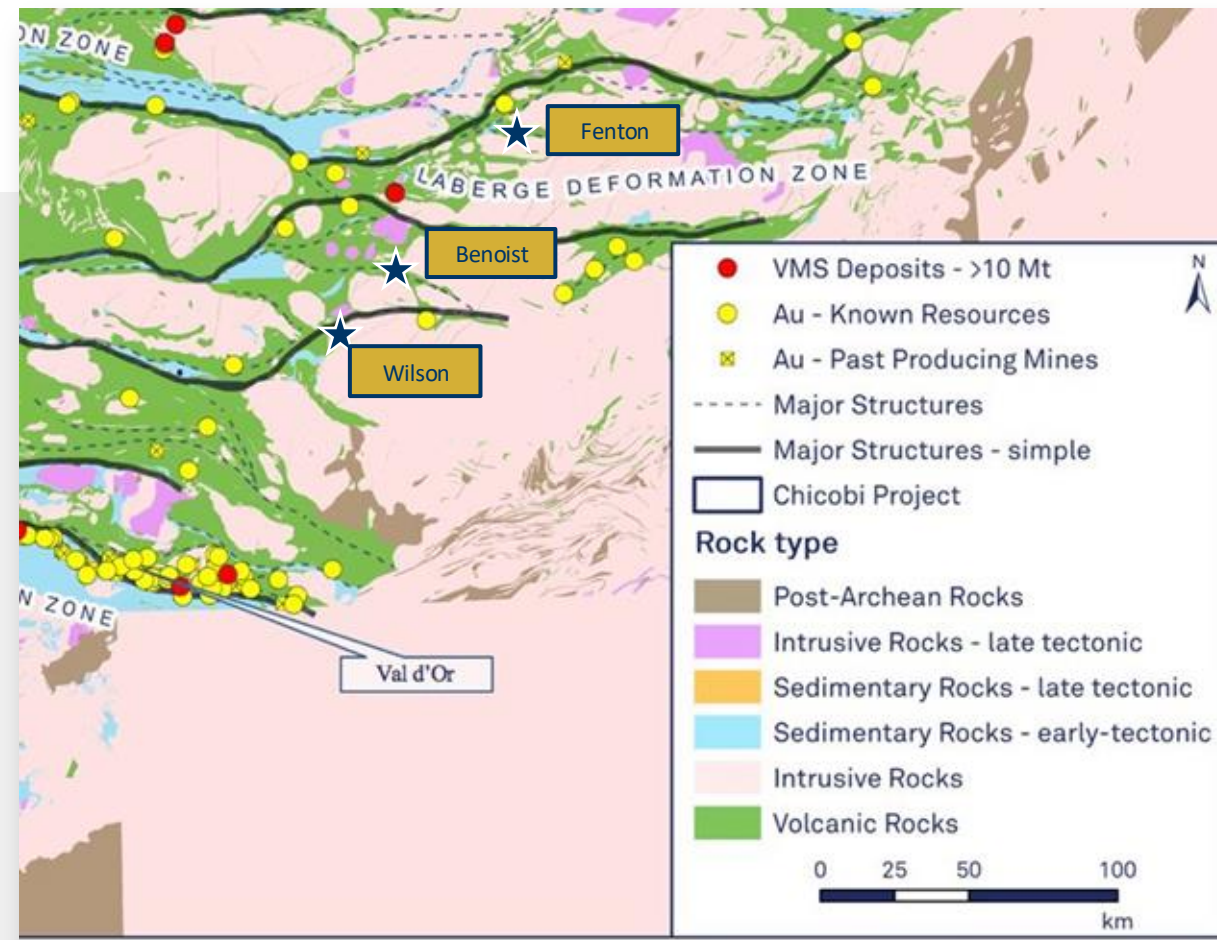 ON ZONE
Fenton
LABERGE DEFORMATION ZONE
Benoist
Wilson
N ZONE
Val d'Or
N
VMS Deposits - >10 Mt
Au - Known Resources
Au - Past Producing Mines
Major Structures
Major Structures - simple
Chicobi Project
Rock type
Post-Archean Rocks
Intrusive Rocks - late tectonic
Sedimentary Rocks - late tectonic
Sedimentary Rocks - early-tectonic
Intrusive Rocks
Volcanic Rocks
0 25 50 100
km